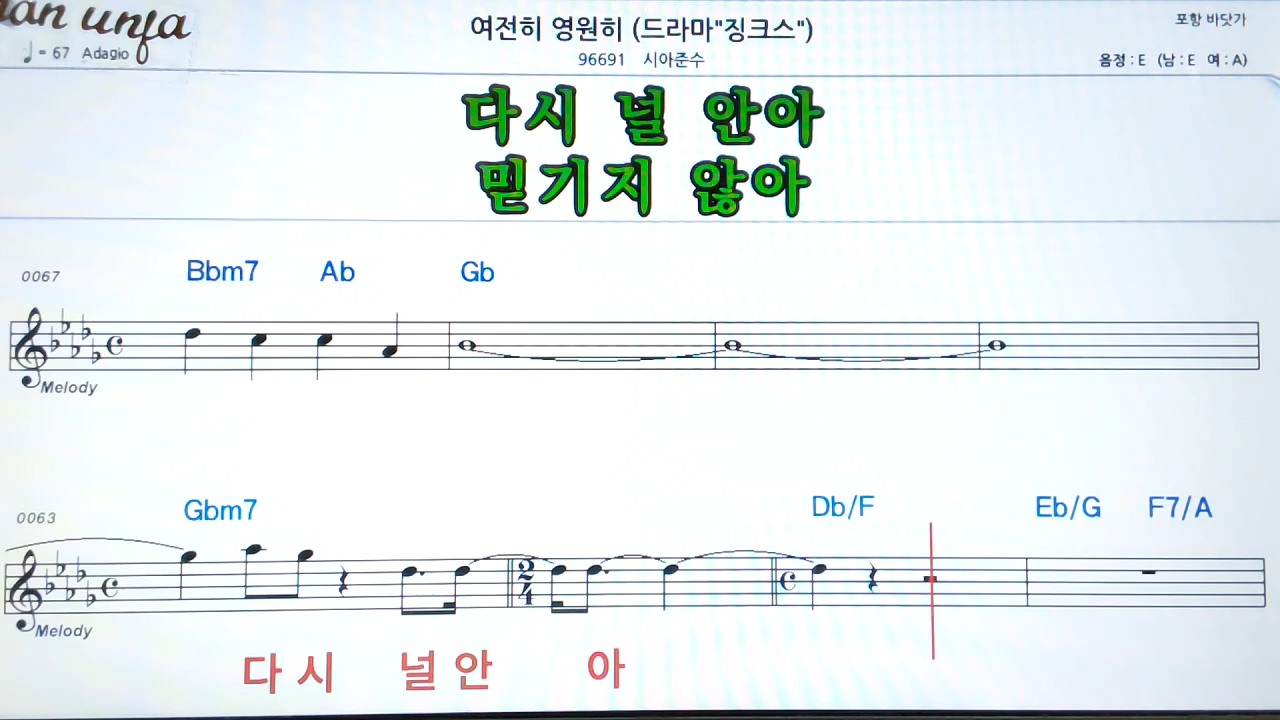 여전히 영원히 (드라마"징크스")
포항 바닷가
♩= 67 Adagio
96691 시아준수
음정 : E (남 : E 여 : A)
다시 널 안아
믿기지 않아
0067 Bbm7 Ab Gb
Melody
0063 Gbm7 Db/F Eb/G F7/A
2
4
Melody
다 시 널 안 아